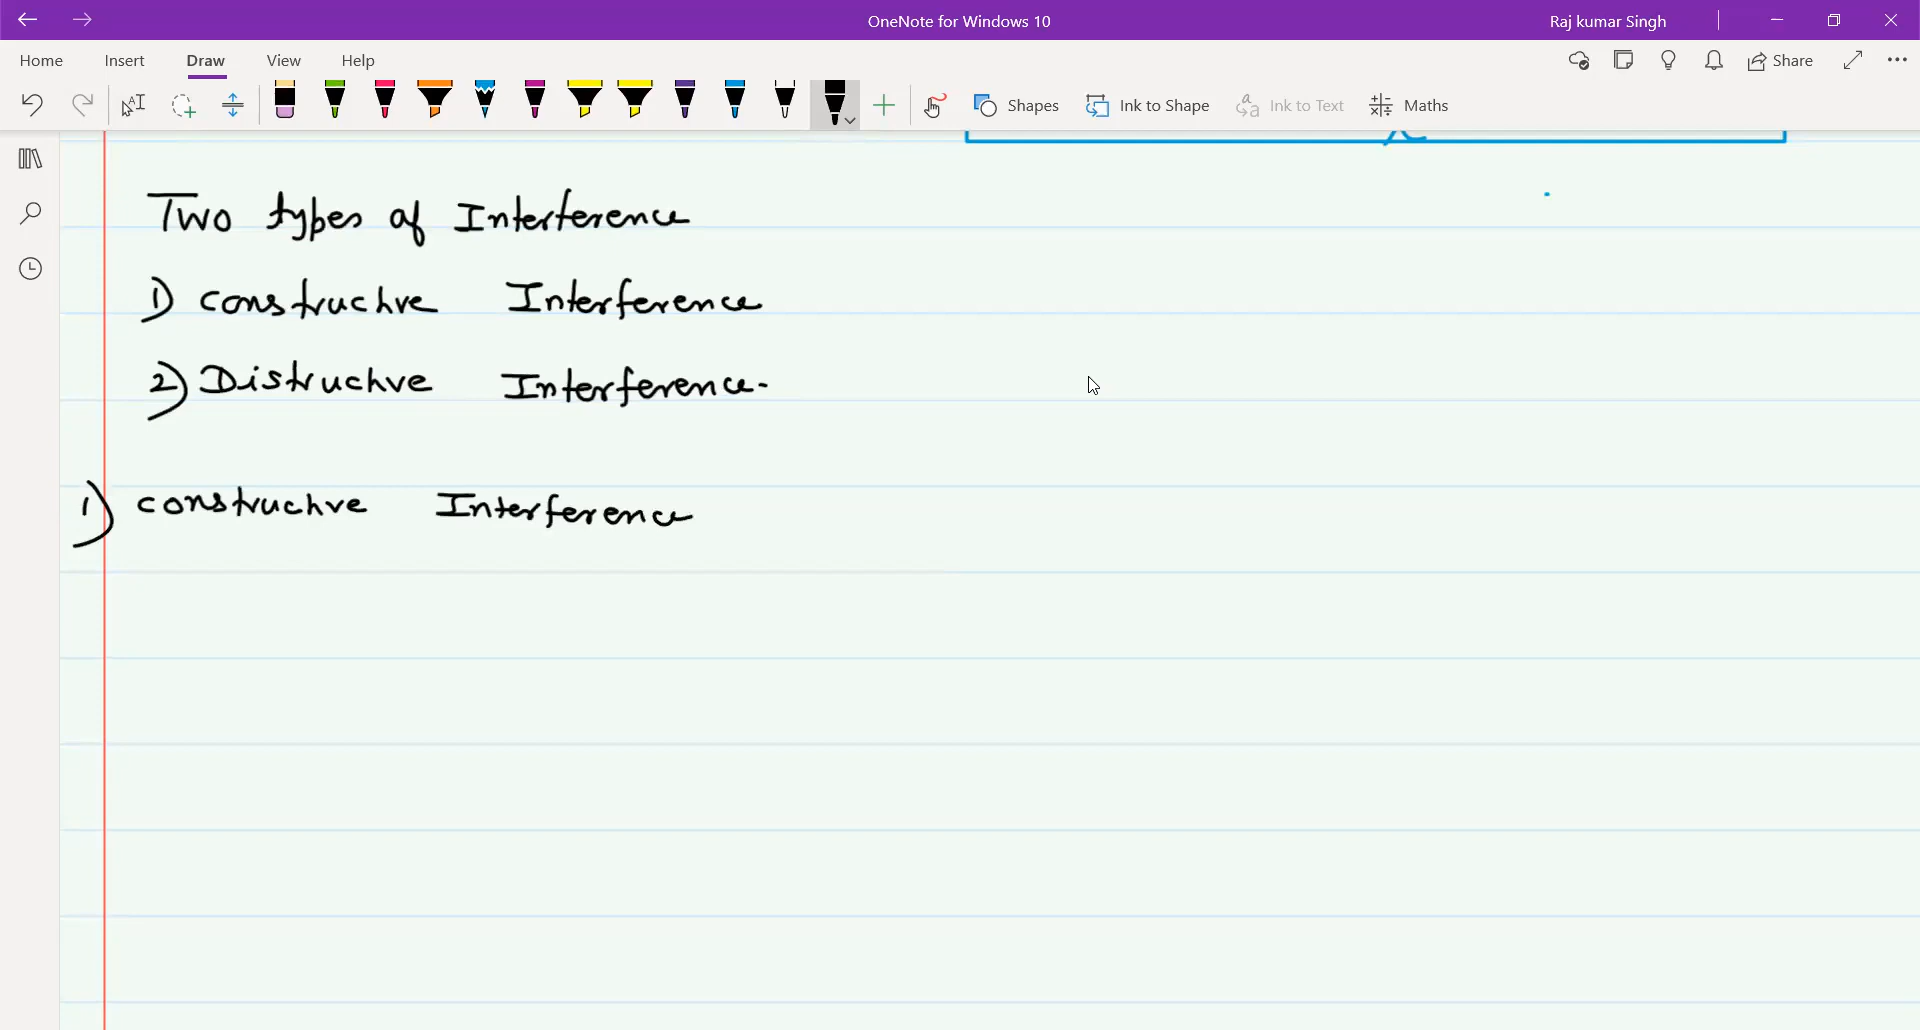 OneNote for Windows 10
Raj kumar Singh
Home Insert Draw View Help
Share
Shapes Ink to Shape Ink to Text Maths
Two types of Interference
1) constructive Interference
2) Distructive Interference.
1) constructive Interference